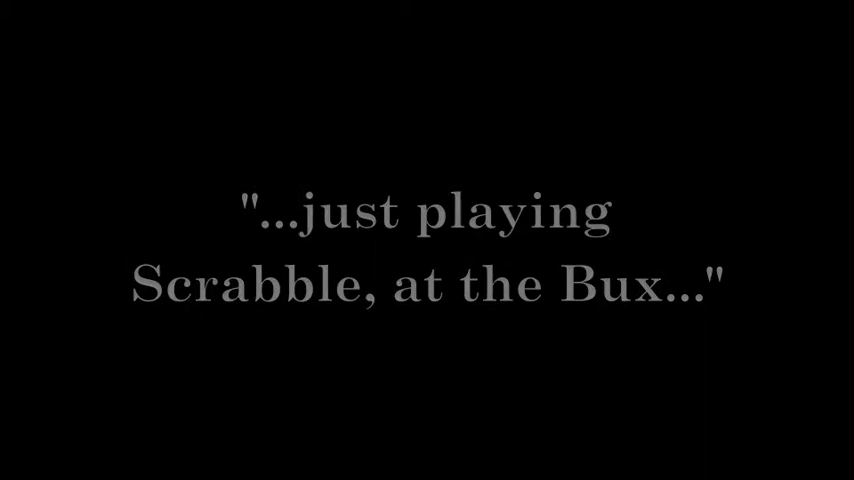 "...just playing
Scrabble, at the Bux..."